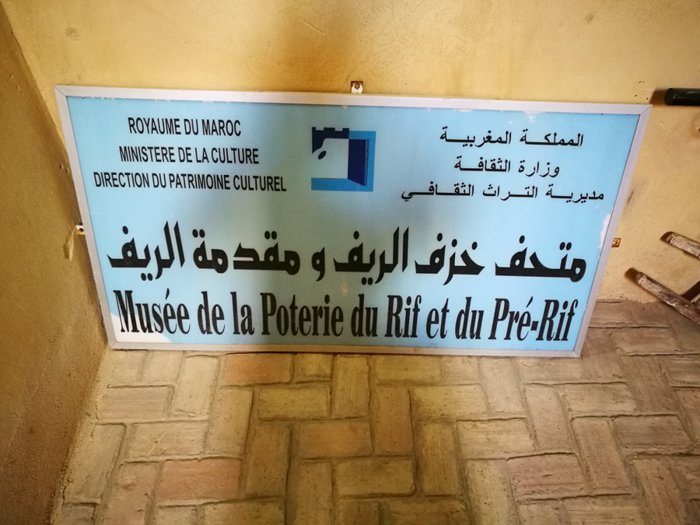 ROYAUME DU MAROC
MINISTERE DE LA CULTURE
DIRECTION DU PATRIMOINE CULTUREL
المملكة المغربية
وزارة الثقافة
مديرية التراث الثقافي
متحف خزف الريف و مقدمة الريف
Musée de la Poterie du Rif et du Pré-Rif